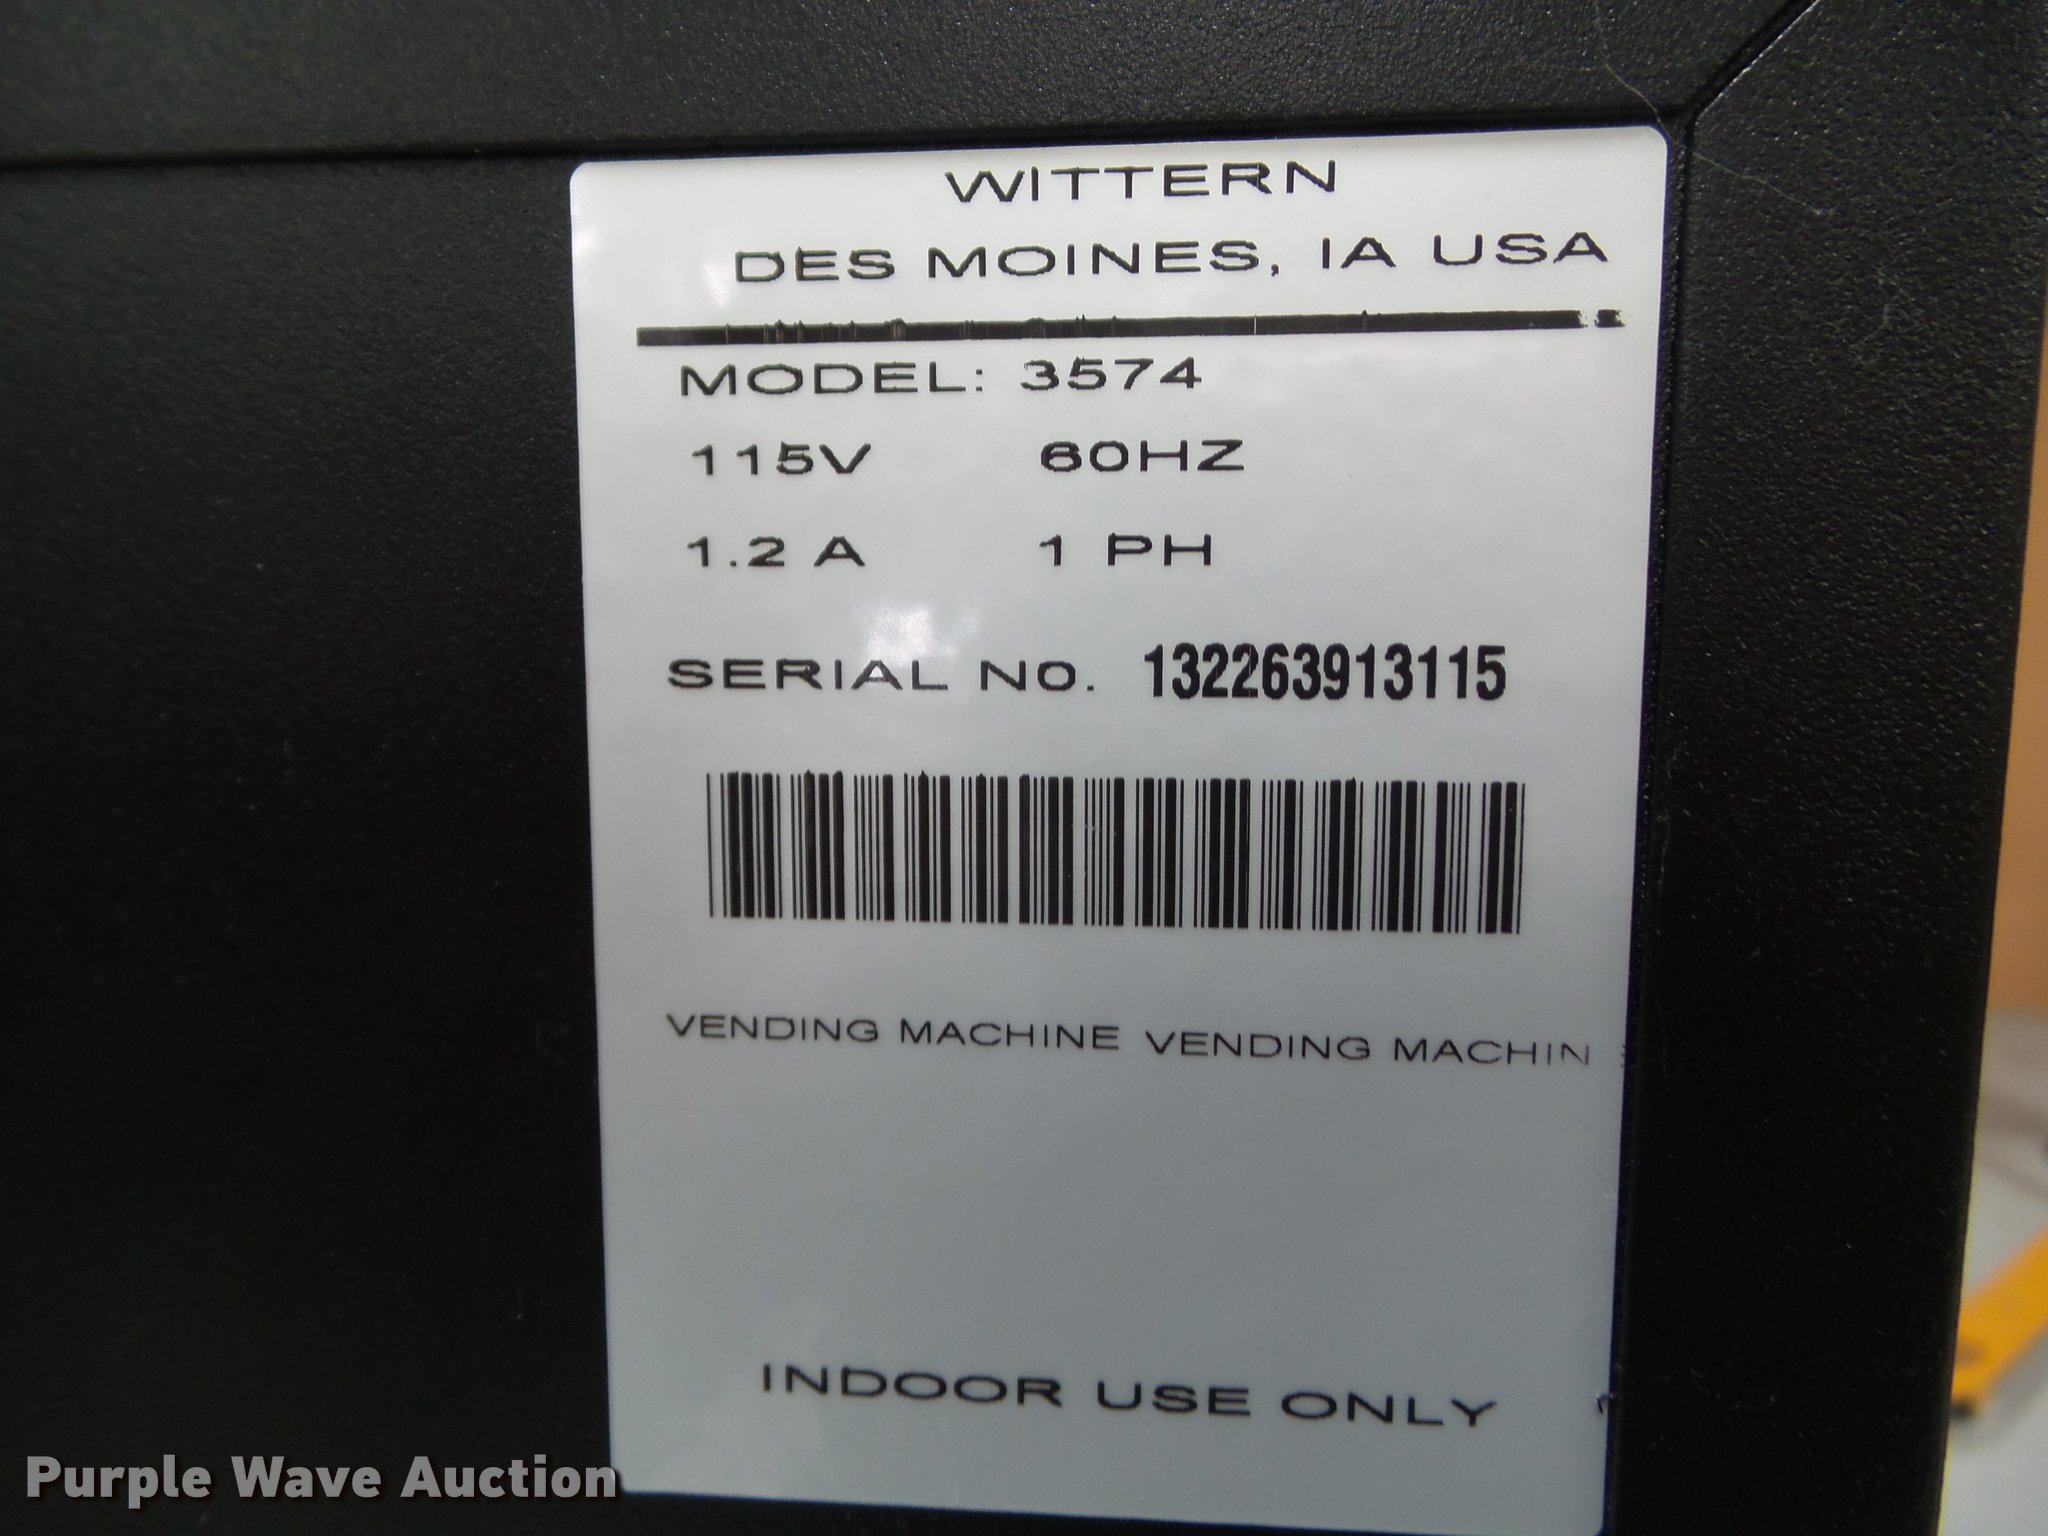 WITTERN
DES MOINES, IA USA
MODEL: 3574
115V 60HZ
1.2 A 1 PH
SERIAL NO. 132263913115
VENDING MACHINE VENDING MACHIN
INDOOR USE ONLY
Purple Wave Auction